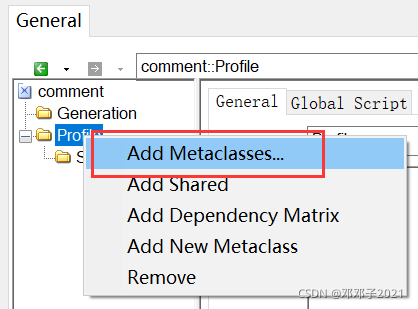 General
comment::Profile
comment
Generation
Profile
S
General
Global Script
Add Metaclasses...
Add Shared
Add Dependency Matrix
Add New Metaclass
Remove
CSDN @邓邓子2021